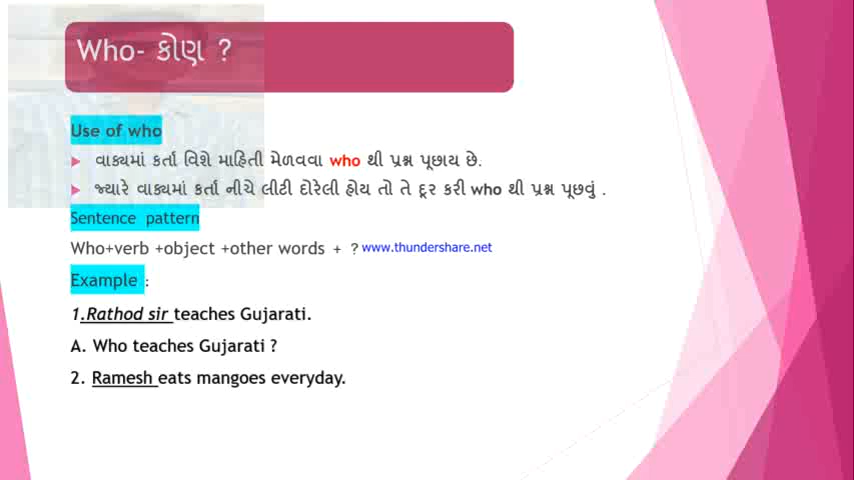 Who- કોણ ?
Use of who
વાક્યમાં કર્તા વિશે માહિતી મેળવવા who થી પ્રશ્ન પૂછાય છે.
જ્યારે વાક્યમાં કર્તા નીચે લીટી દોરેલી હોય તો તે દૂર કરી who થી પ્રશ્ન પૂછવું .
Sentence pattern
Who+verb +object +other words + ? www.thundershare.net
Example :
1.Rathod sir teaches Gujarati.
A. Who teaches Gujarati ?
2. Ramesh eats mangoes everyday.